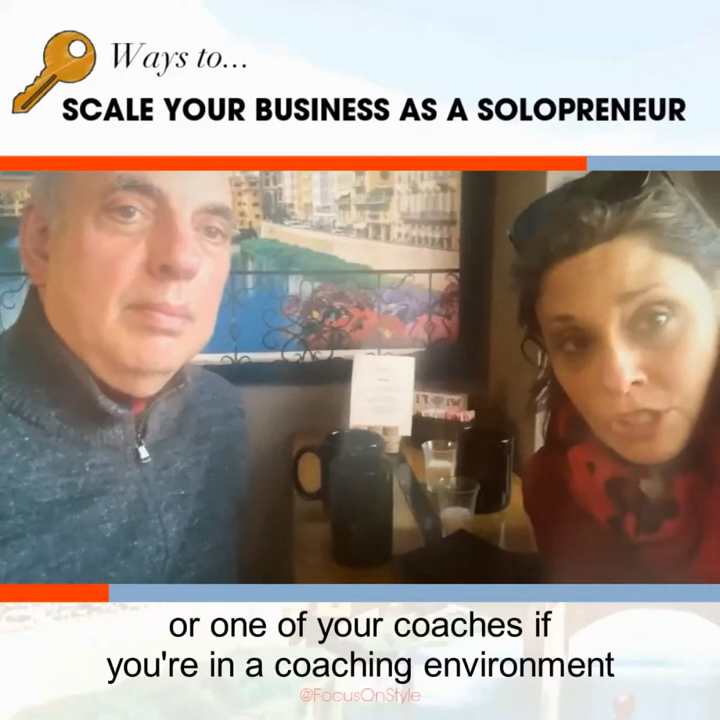 Ways to...
SCALE YOUR BUSINESS AS A SOLOPRENEUR
or one of your coaches if
you're in a coaching environment
@FocusOnStyle